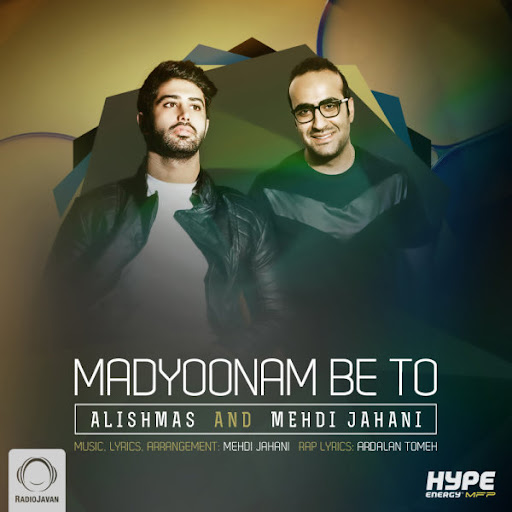 MADYOONAM BE TO
ALISHMAS AND MEHDI JAHANI
MUSIC, LYRICS, ARRANGEMENT: MEHDI JAHANI RAP LYRICS: ARDALAN TOMEH
RADIOJAVAN
HYPE
ENERGY MFP